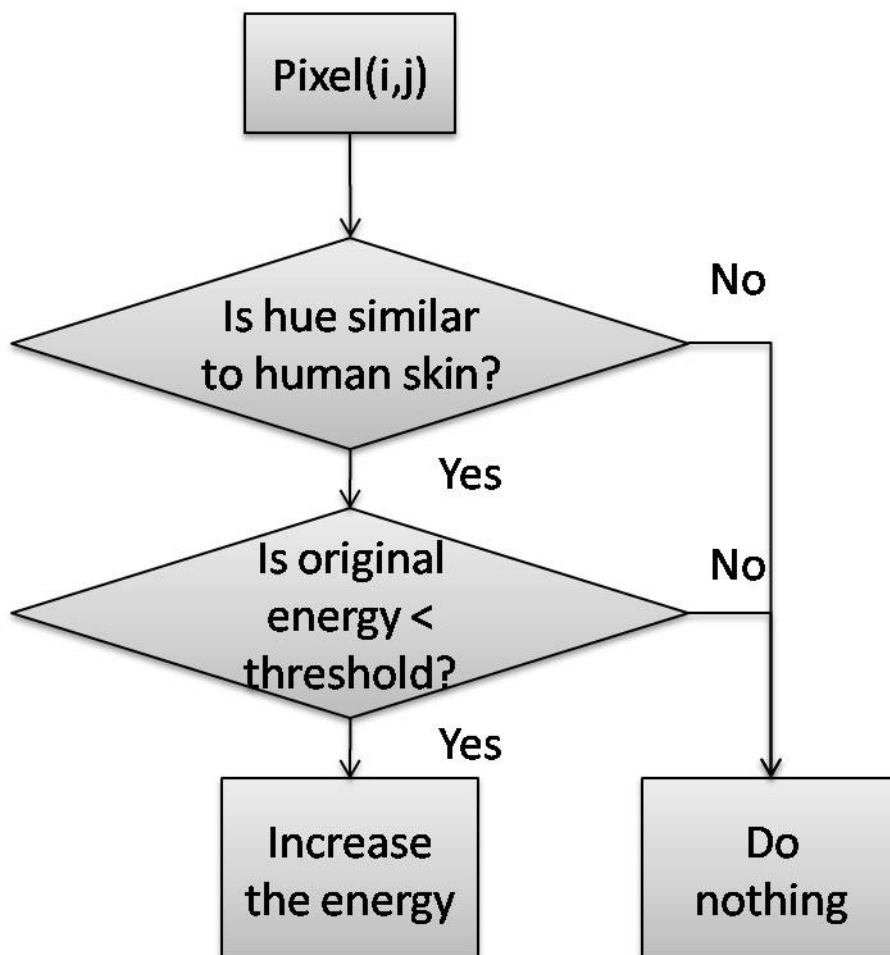 Pixel(i,j)
No
Is hue similar
to human skin?
Yes
Is original
energy <
threshold?
No
Yes
Increase
the energy
Do
nothing